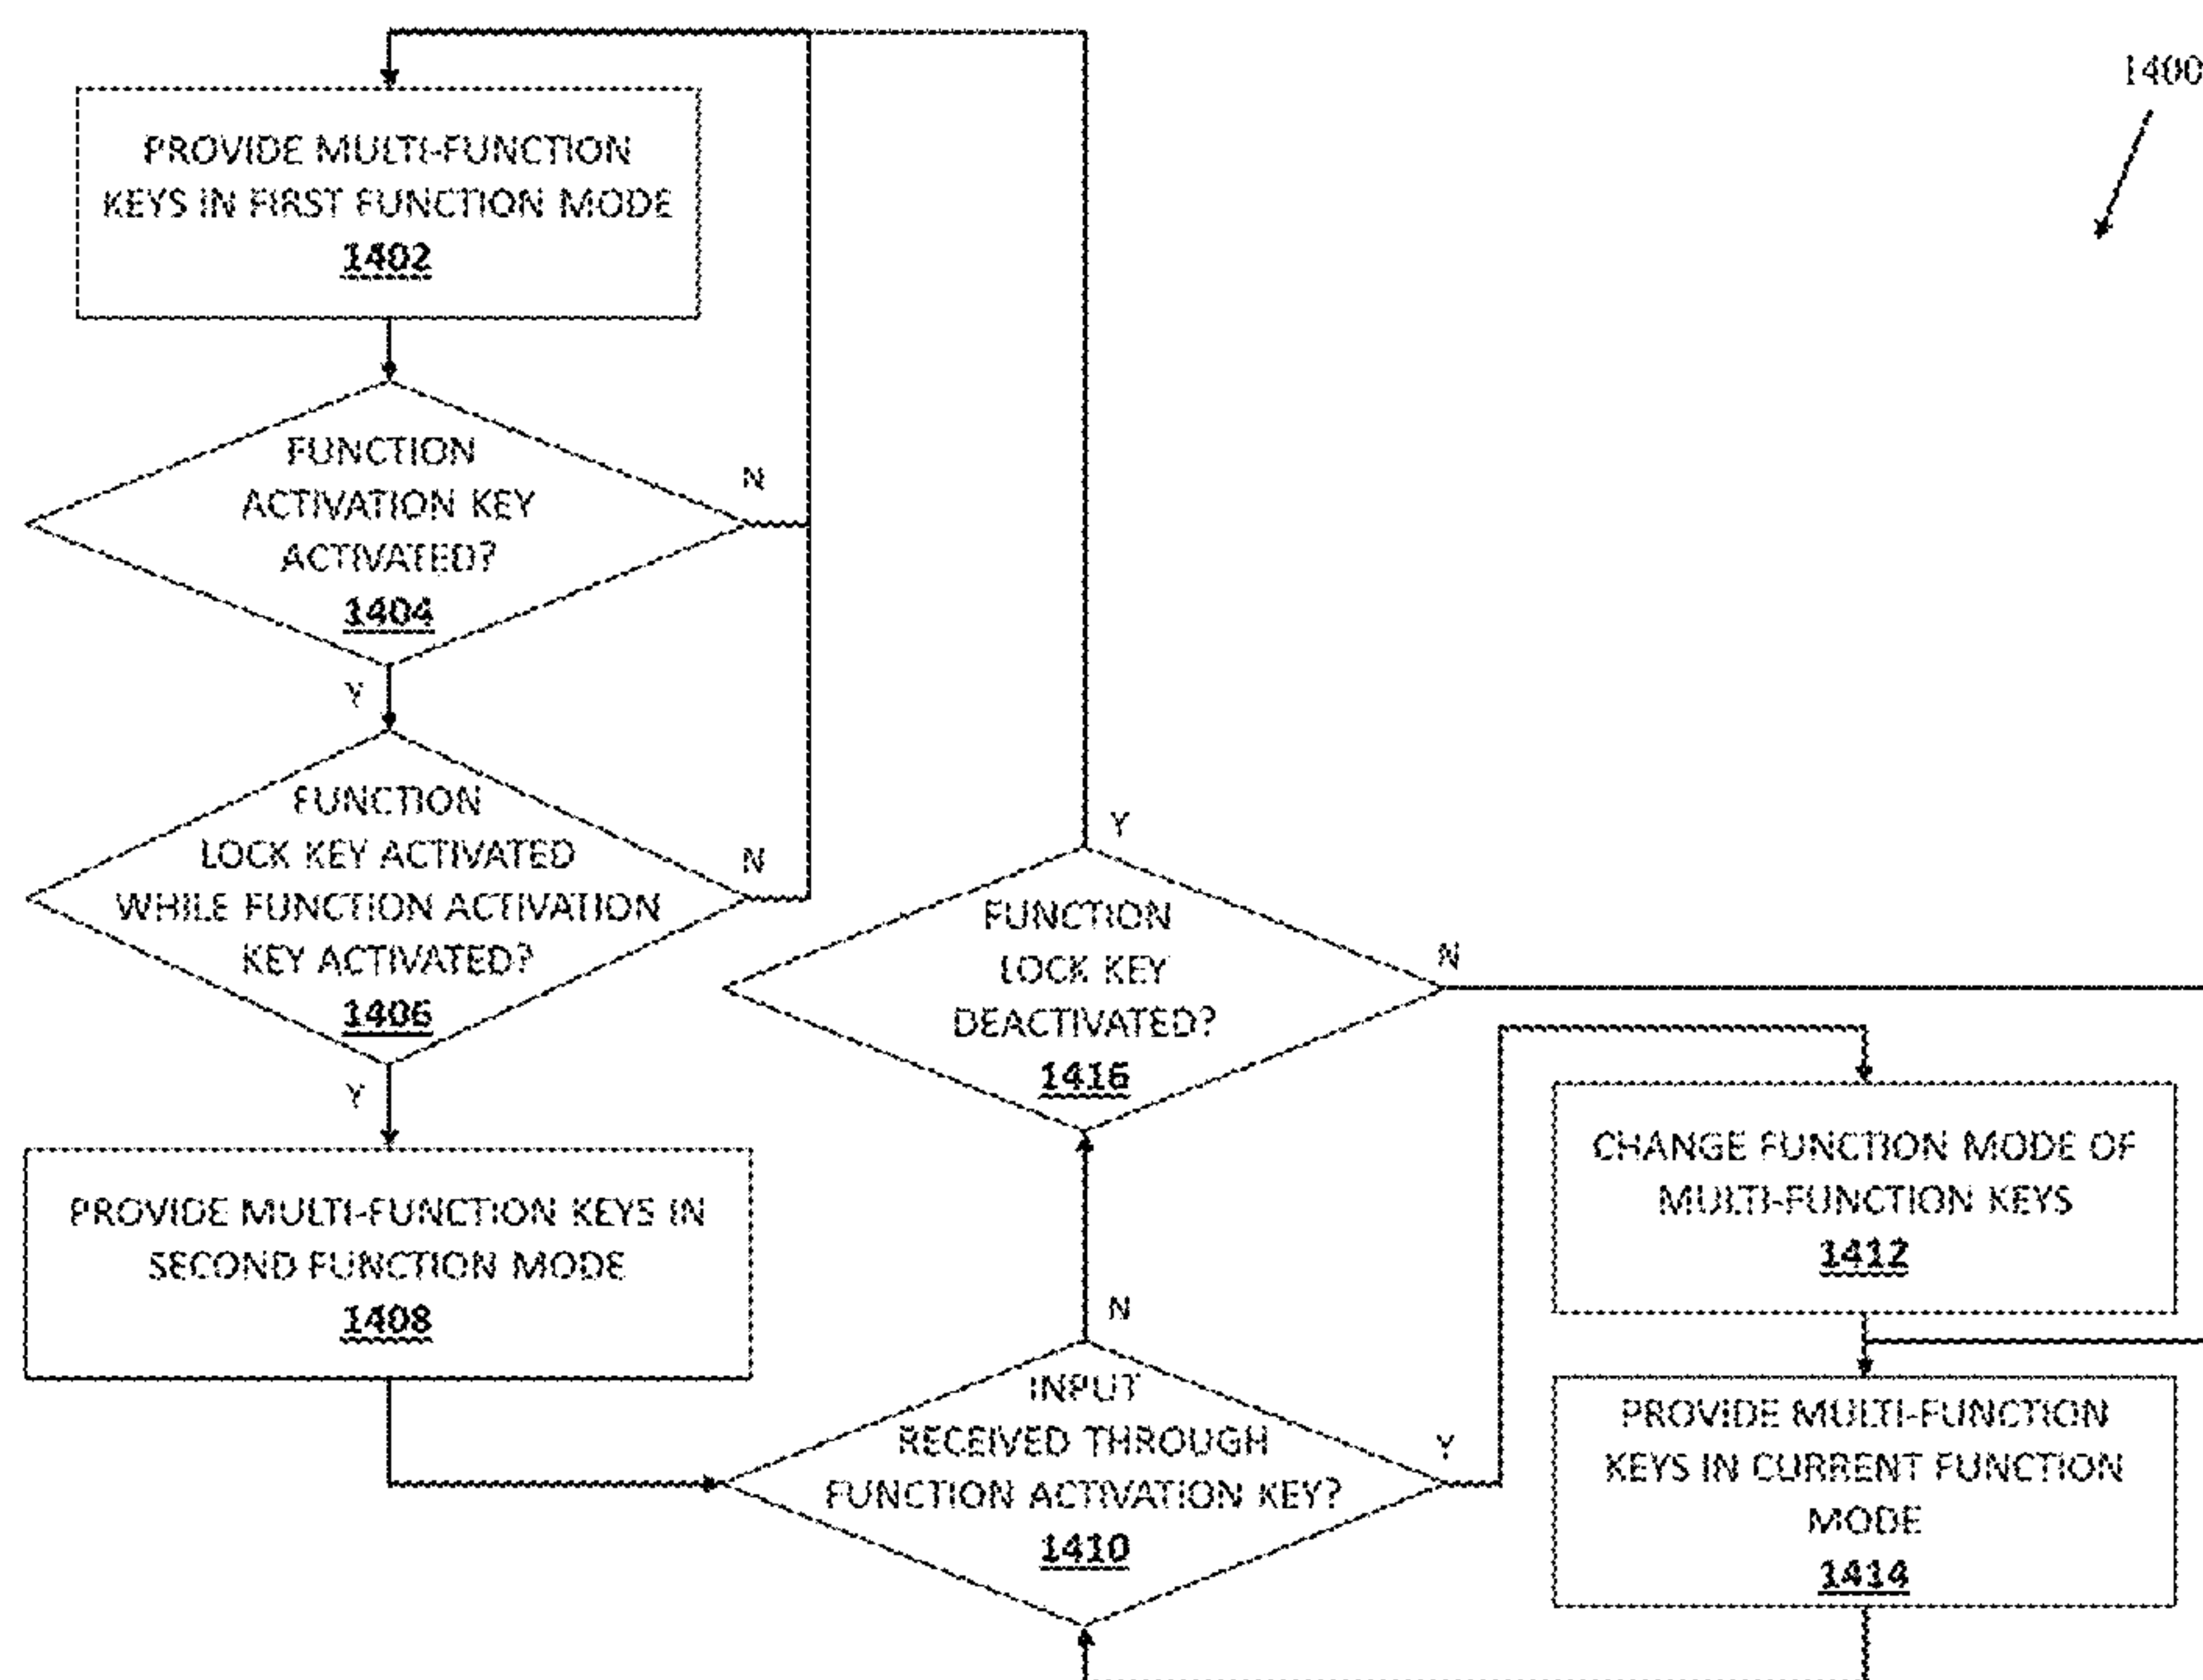 1400
PROVIDE MULTI-FUNCTION
KEYS IN FIRST FUNCTION MODE
1402
FUNCTION
ACTIVATION KEY
ACTIVATED?
1404
N
Y
FUNCTION
LOCK KEY ACTIVATED
WHILE FUNCTION ACTIVATION
KEY ACTIVATED?
1406
N
Y
PROVIDE MULTI-FUNCTION KEYS IN
SECOND FUNCTION MODE
1408
Y
FUNCTION
LOCK KEY
DEACTIVATED?
1416
N
N
INPUT
RECEIVED THROUGH
FUNCTION ACTIVATION KEY?
1410
Y
CHANGE FUNCTION MODE OF
MULTI-FUNCTION KEYS
1412
PROVIDE MULTI-FUNCTION
KEYS IN CURRENT FUNCTION
MODE
1414